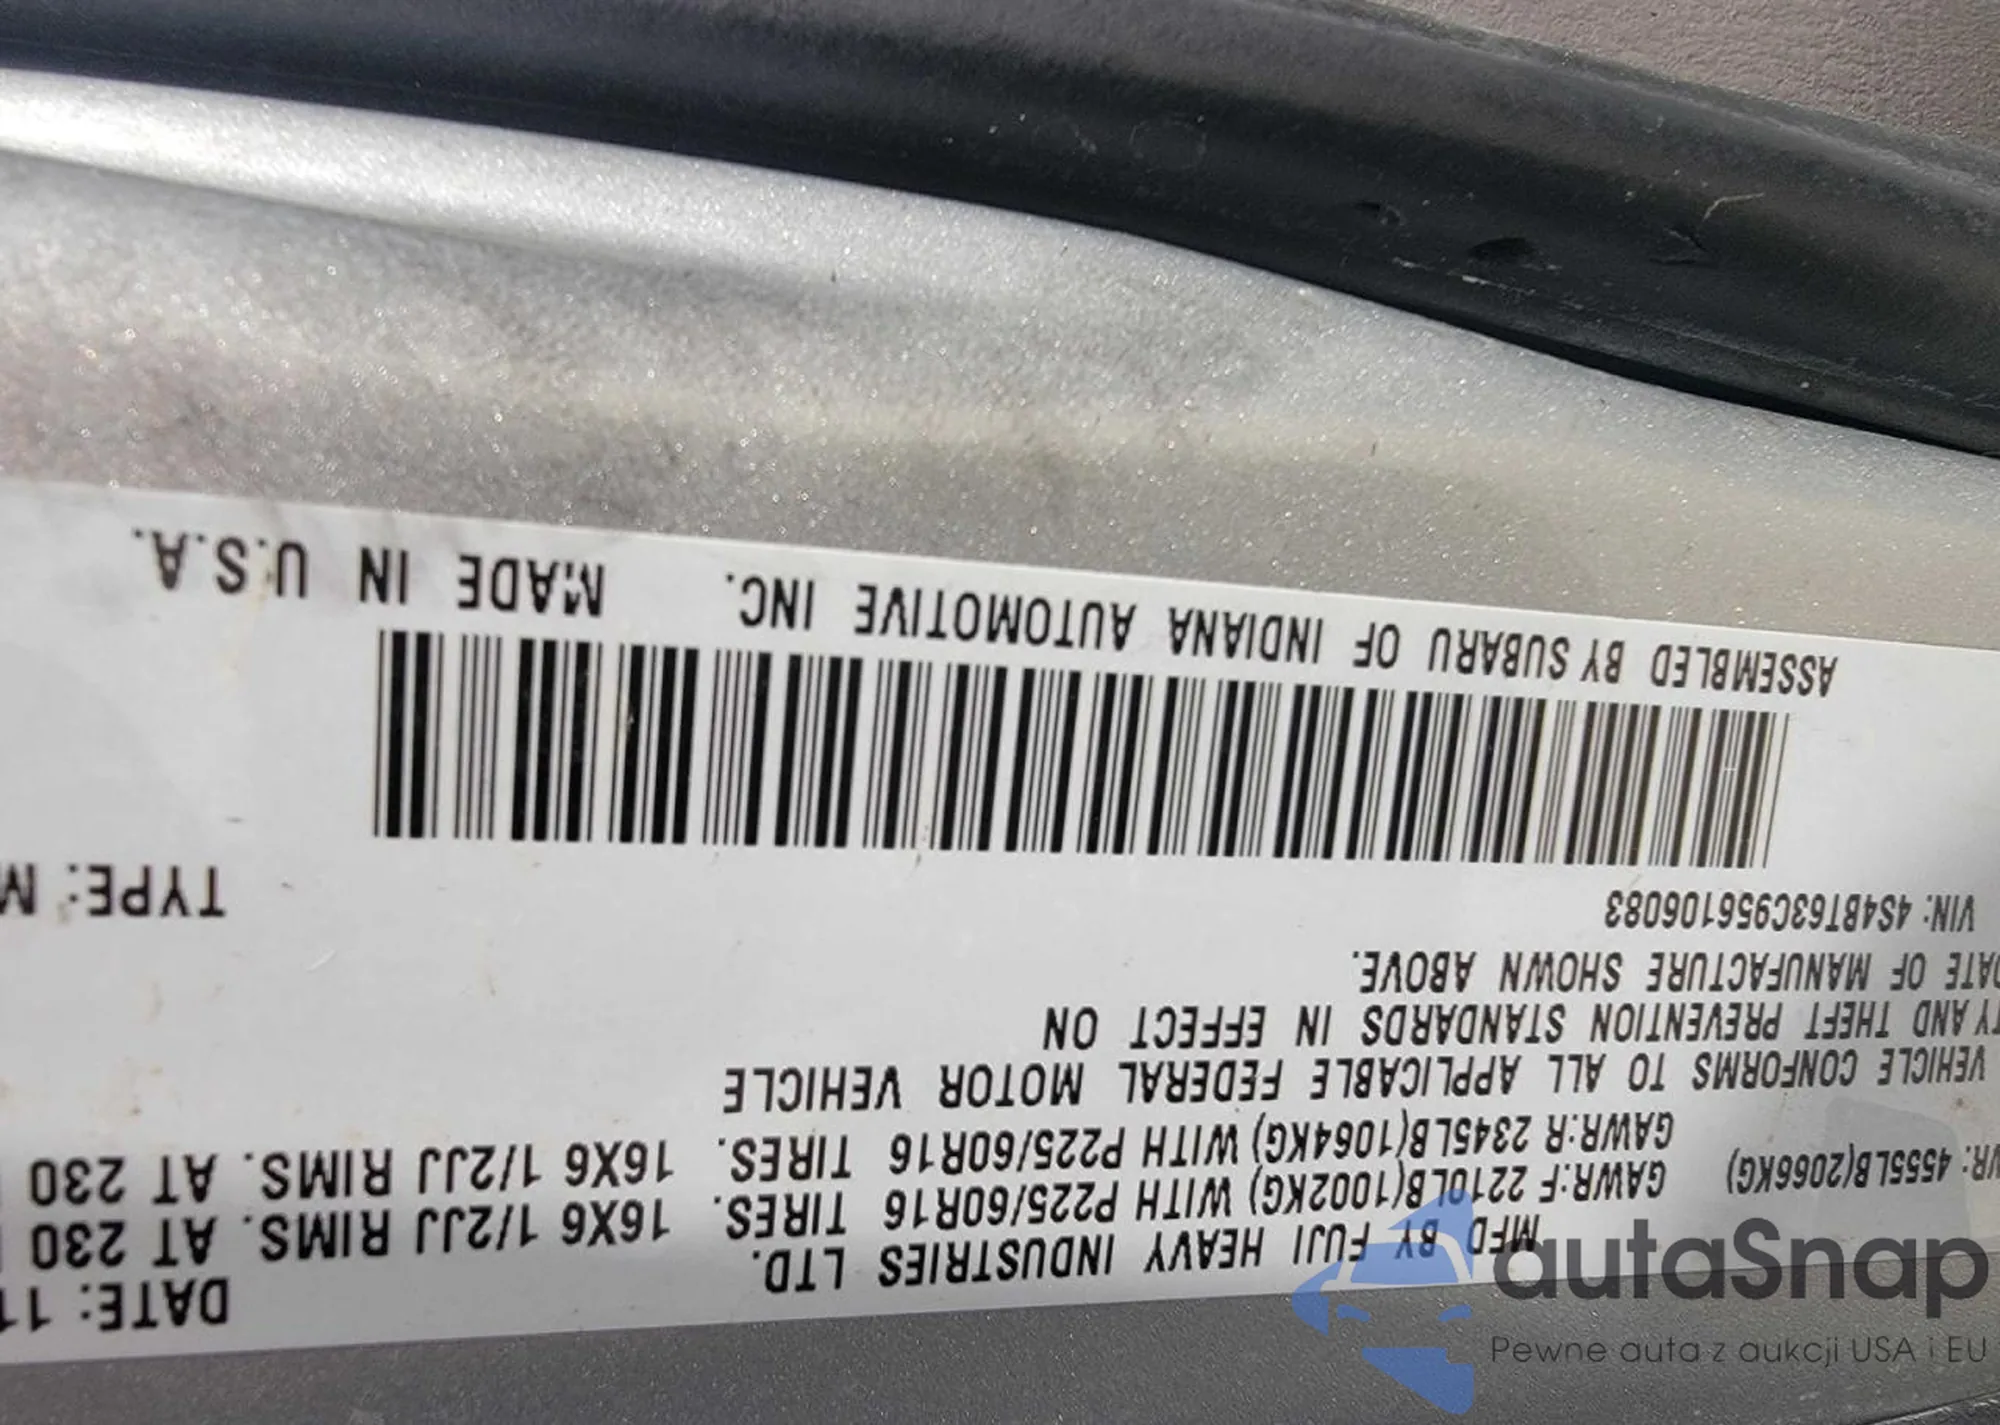 MFD BY FUJI HEAVY INDUSTRIES LTD. DATE: 11
GAWR:F 2210LB(1002KG) WITH P225/60R16 TIRES. 16X6 1/2JJ RIMS. AT 230
WR: 4555LB(2066KG) GAWR:R 2345LB(1064KG) WITH P225/60R16 TIRES. 16X6 1/2JJ RIMS. AT 230
VEHICLE CONFORMS TO ALL APPLICABLE FEDERAL MOTOR VEHICLE
TY AND THEFT PREVENTION STANDARDS IN EFFECT ON
DATE OF MANUFACTURE SHOWN ABOVE.
VIN: 4S4BT63C956106083 TYPE: M
ASSEMBLED BY SUBARU OF INDIANA AUTOMOTIVE INC. MADE IN U.S.A.
autaSnap
Pewne auta z aukcji USA i EU